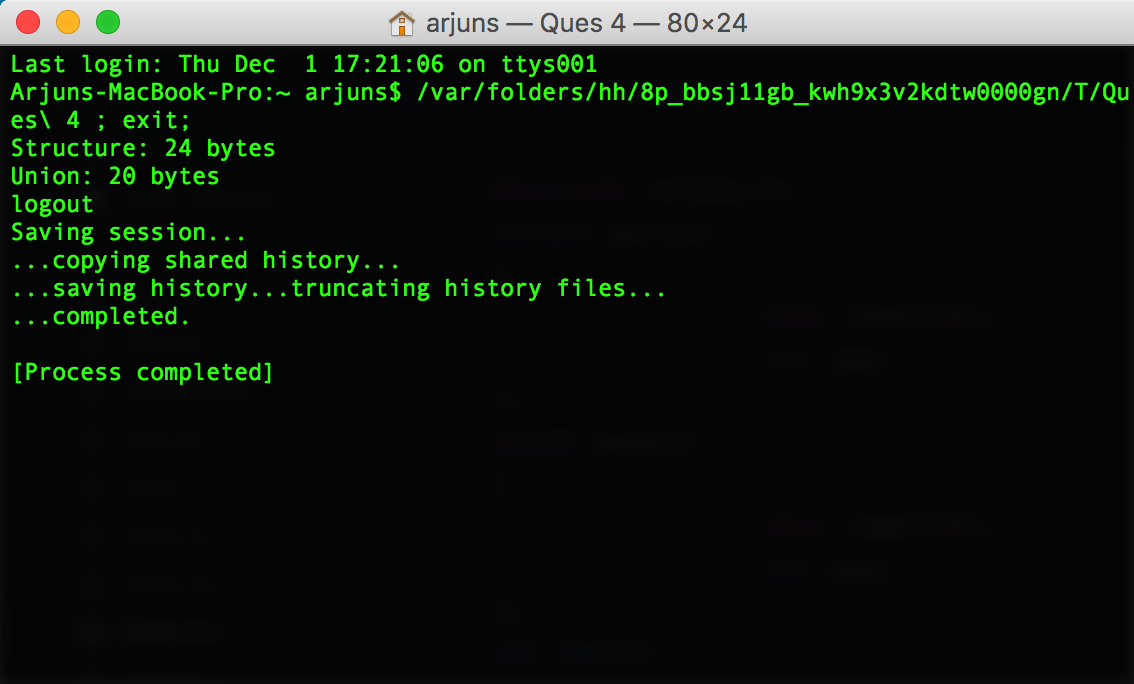 arjuns — Ques 4 — 80×24
Last login: Thu Dec  1 17:21:06 on ttys001
Arjuns-MacBook-Pro:~ arjuns$ /var/folders/hh/8p_bbsj11gb_kwh9x3v2kdtw0000gn/T/Qu
es\ 4 ; exit;
Structure: 24 bytes
Union: 20 bytes
logout
Saving session...
...copying shared history...
...saving history...truncating history files...
...completed.
[Process completed]